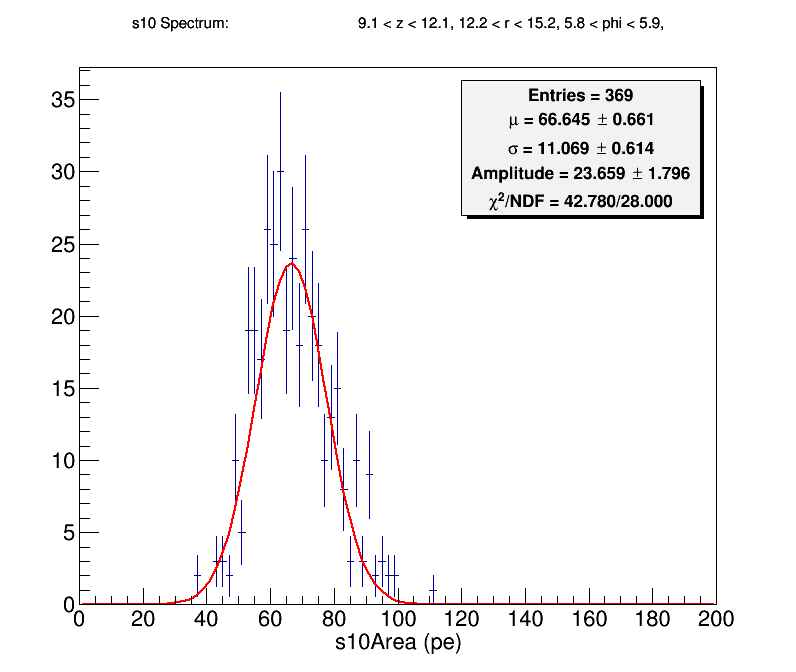 s10 Spectrum: 9.1 < z < 12.1, 12.2 < r < 15.2, 5.8 < phi < 5.9,
Entries = 369
μ = 66.645 ± 0.661
σ = 11.069 ± 0.614
Amplitude = 23.659 ± 1.796
χ²/NDF = 42.780/28.000
35
30
25
20
15
10
5
0
0 20 40 60 80 100 120 140 160 180 200
s10Area (pe)